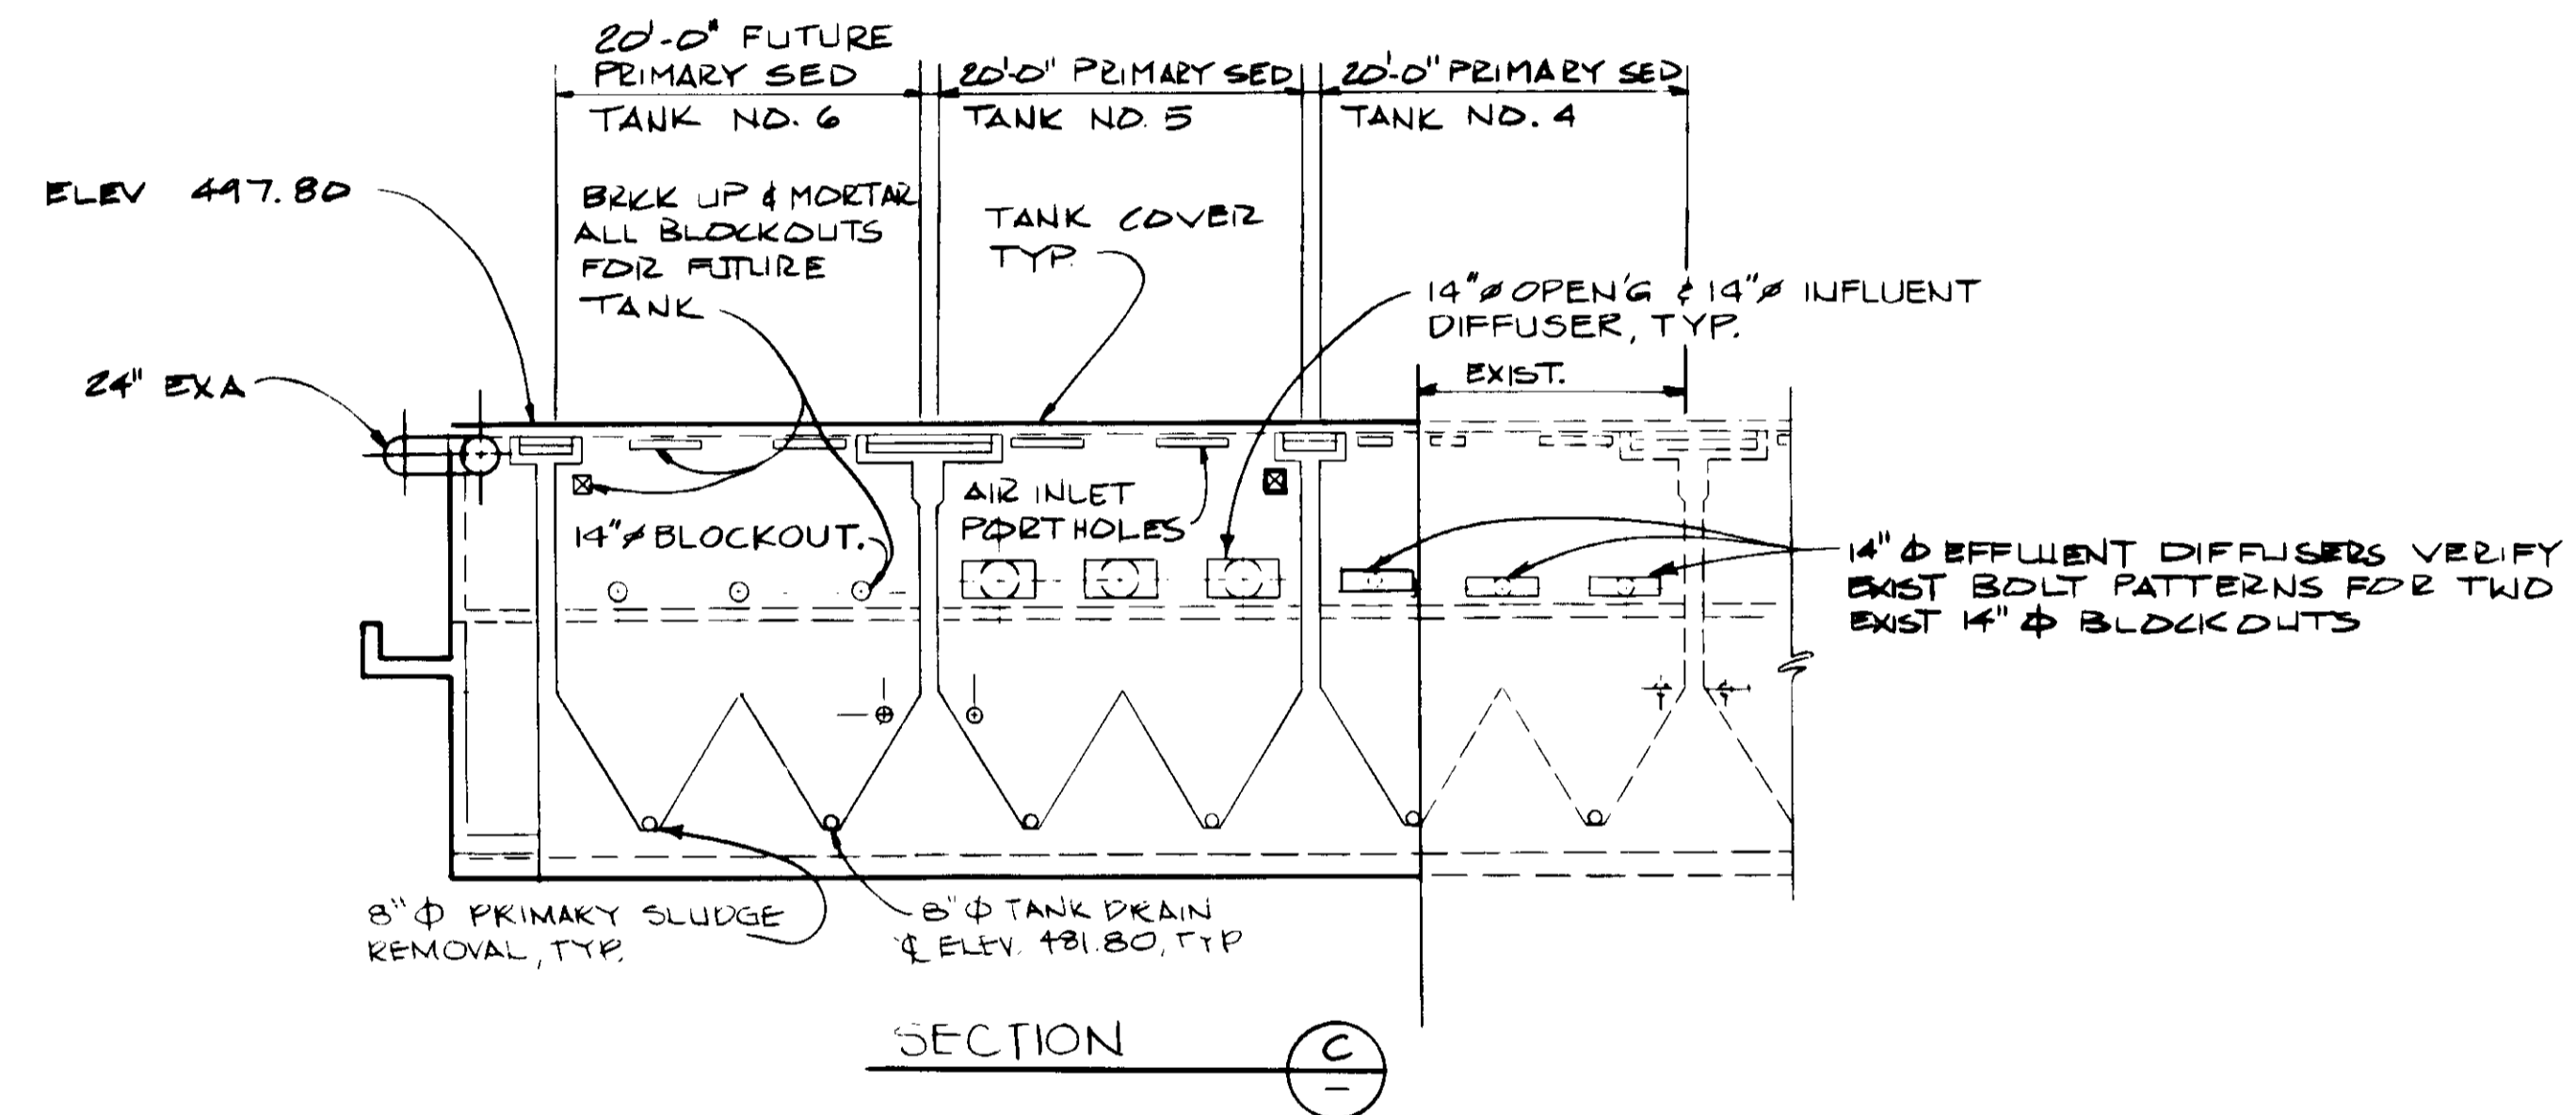 20'-0" FUTURE
PRIMARY SED
TANK NO. 6
20'-0" PRIMARY SED
TANK NO. 5
20'-0" PRIMARY SED
TANK NO. 4
ELEV 497.80
BRICK UP & MORTAR
ALL BLOCKOUTS
FOR FUTURE
TANK
TANK COVER
TYP.
14"ø OPEN'G & 14"ø INFLUENT
DIFFUSER, TYP.
EXIST.
24" EXA
AIR INLET
PORTHOLES
14"ø BLOCKOUT.
14" Φ EFFLUENT DIFFUSERS VERIFY
EXIST BOLT PATTERNS FOR TWO
EXIST 14" Φ BLOCKOUTS
8" Φ PRIMARY SLUDGE
REMOVAL, TYP.
8" Φ TANK DRAIN
℄ ELEV. 481.80, TYP
SECTION
C
–